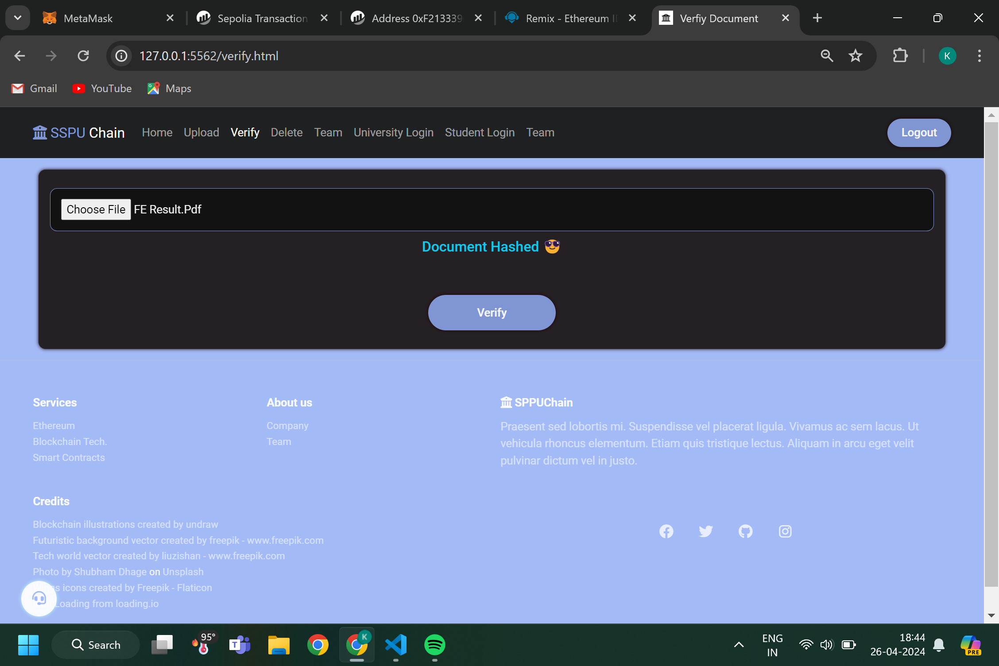 MetaMask
Sepolia Transaction
Address 0xF213339
Remix - Ethereum I
Verfiy Document
127.0.0.1:5562/verify.html
K
Gmail
YouTube
Maps
SSPU Chain
Home
Upload
Verify
Delete
Team
University Login
Student Login
Team
Logout
Choose File FE Result.Pdf
Document Hashed 😎
Verify
Services
Ethereum
Blockchain Tech.
Smart Contracts
About us
Company
Team
SPPUChain
Praesent sed lobortis mi. Suspendisse vel placerat ligula. Vivamus ac sem lacus. Ut
vehicula rhoncus elementum. Etiam quis tristique lectus. Aliquam in arcu eget velit
pulvinar dictum vel in justo.
Credits
Blockchain illustrations created by undraw
Futuristic background vector created by freepik - www.freepik.com
Tech world vector created by liuzishan - www.freepik.com
Photo by Shubham Dhage on Unsplash
icons created by Freepik - Flaticon
Loading from loading.io
Search
95°
T
K
ENG
IN
18:44
26-04-2024
PRE